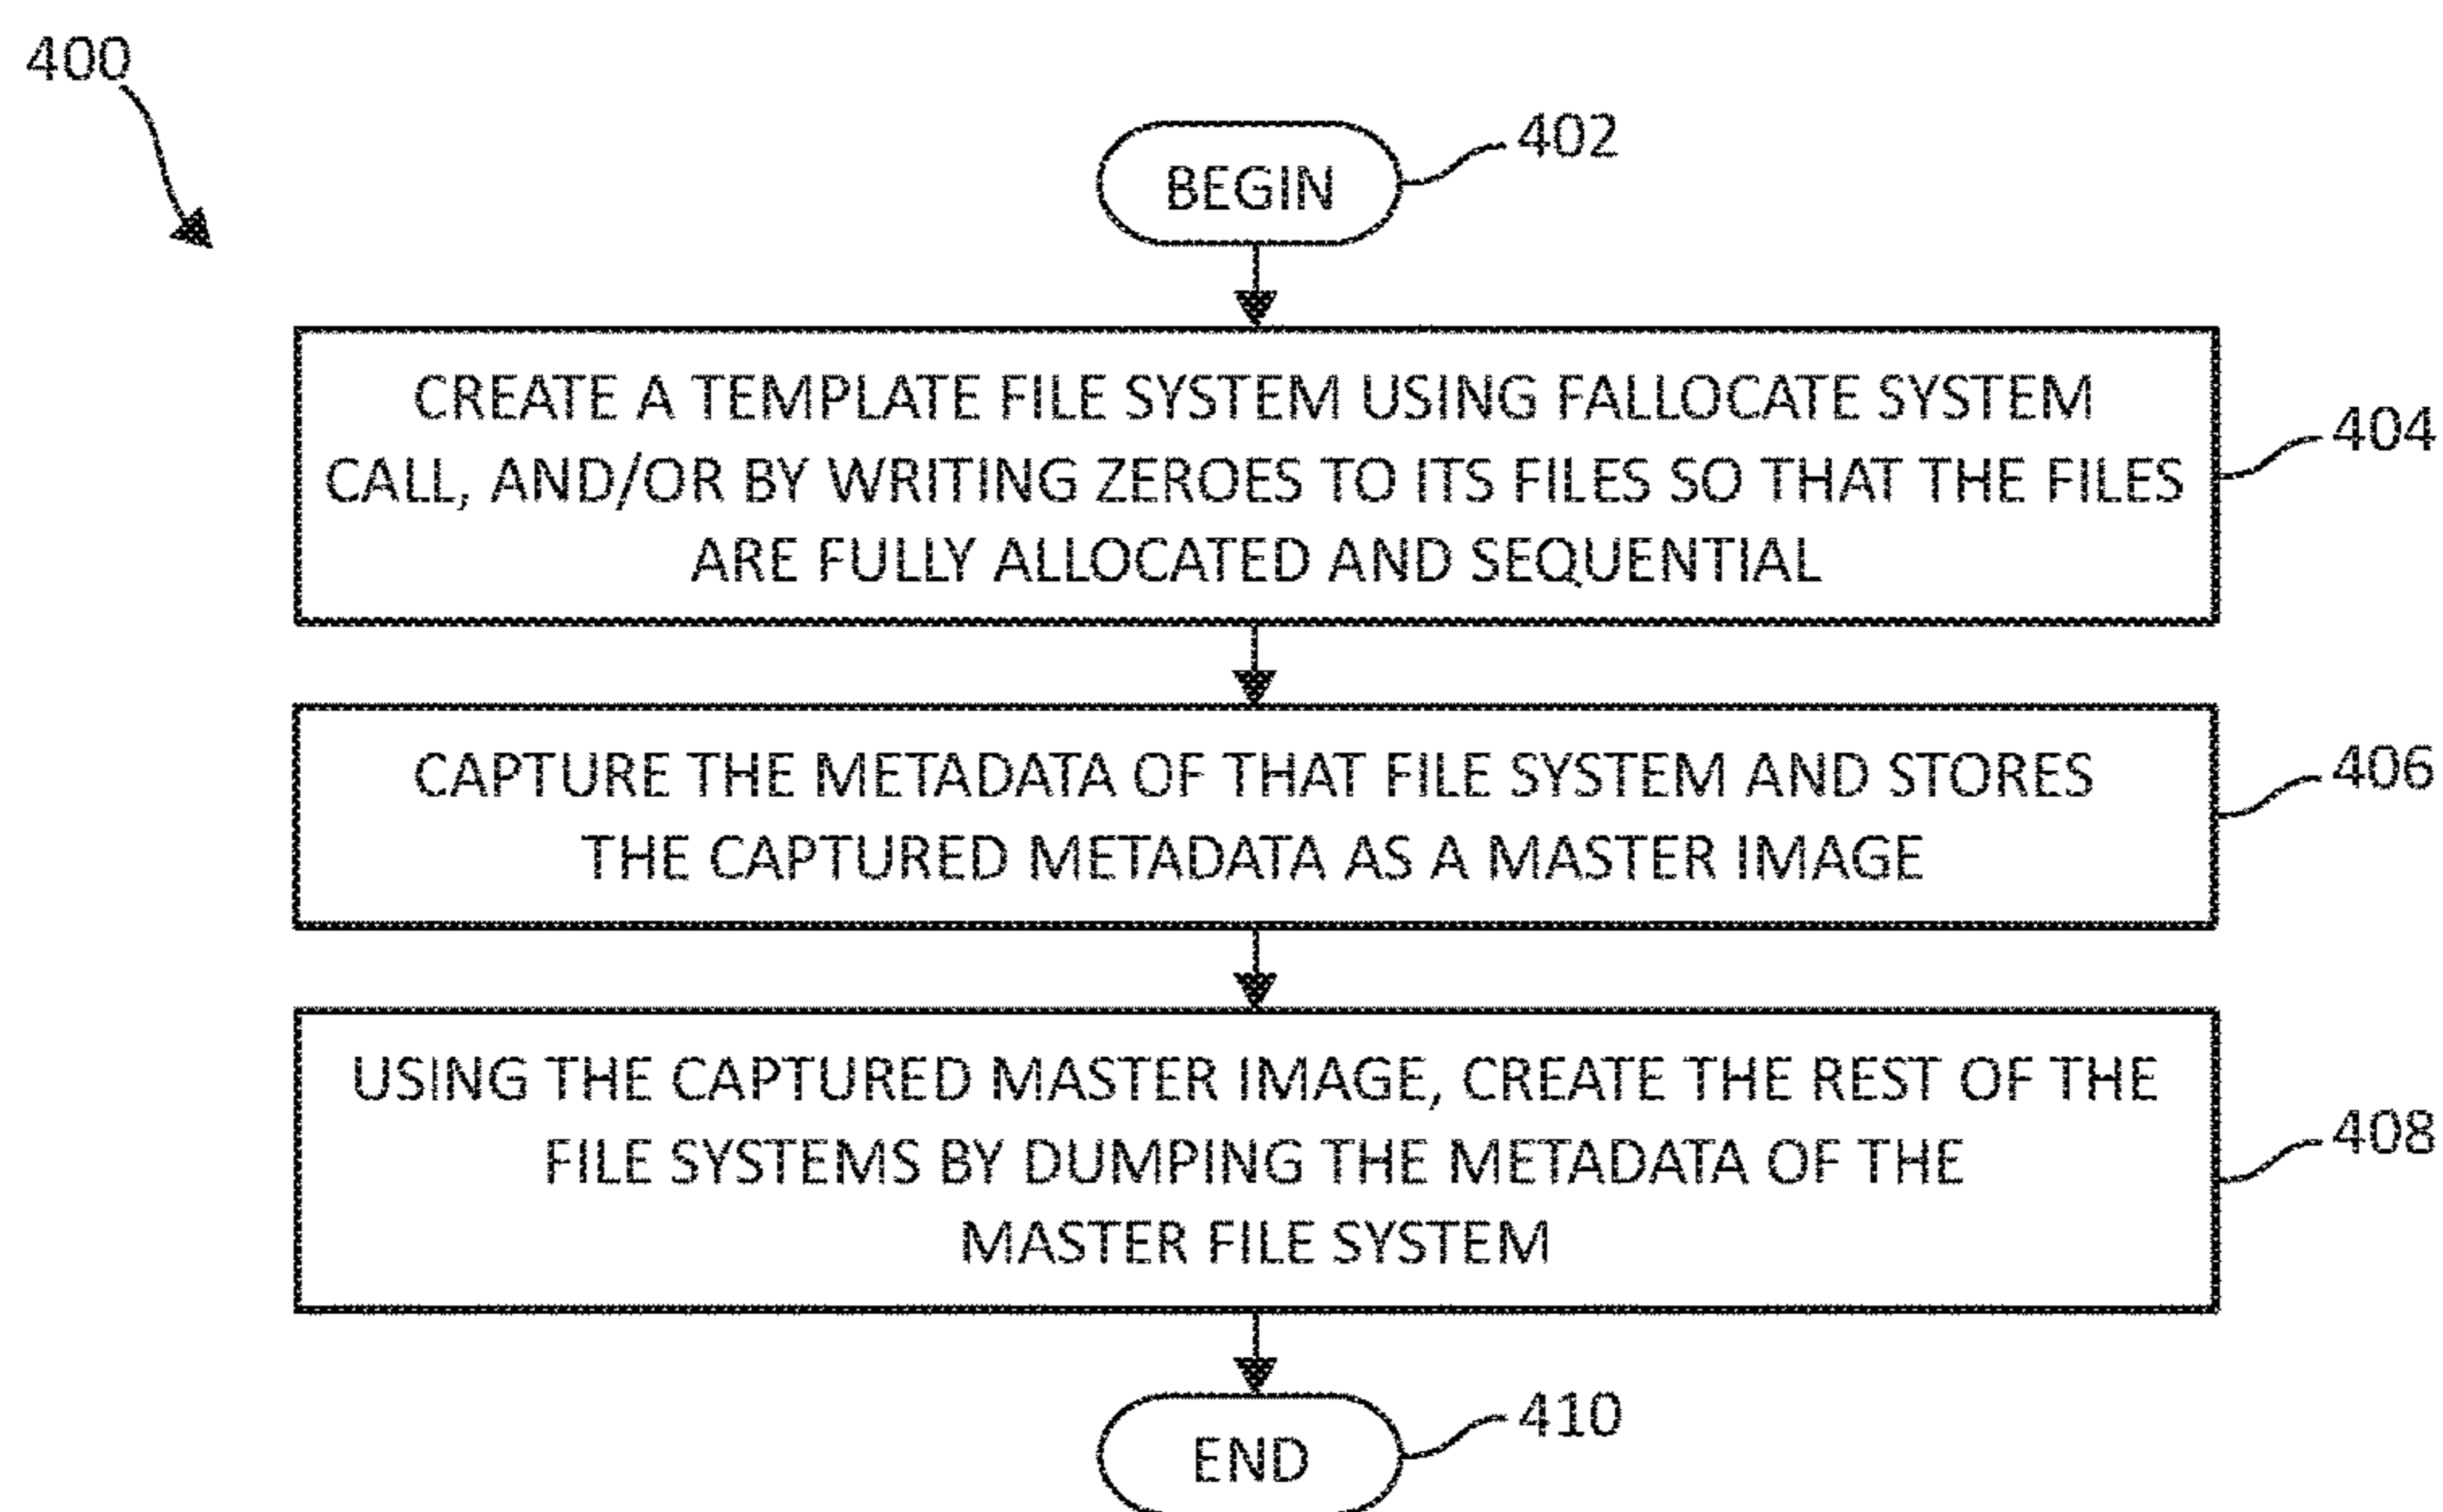 400
BEGIN
402
CREATE A TEMPLATE FILE SYSTEM USING FALLOCATE SYSTEM
CALL, AND/OR BY WRITING ZEROES TO ITS FILES SO THAT THE FILES
ARE FULLY ALLOCATED AND SEQUENTIAL
404
CAPTURE THE METADATA OF THAT FILE SYSTEM AND STORES
THE CAPTURED METADATA AS A MASTER IMAGE
406
USING THE CAPTURED MASTER IMAGE, CREATE THE REST OF THE
FILE SYSTEMS BY DUMPING THE METADATA OF THE
MASTER FILE SYSTEM
408
END
410